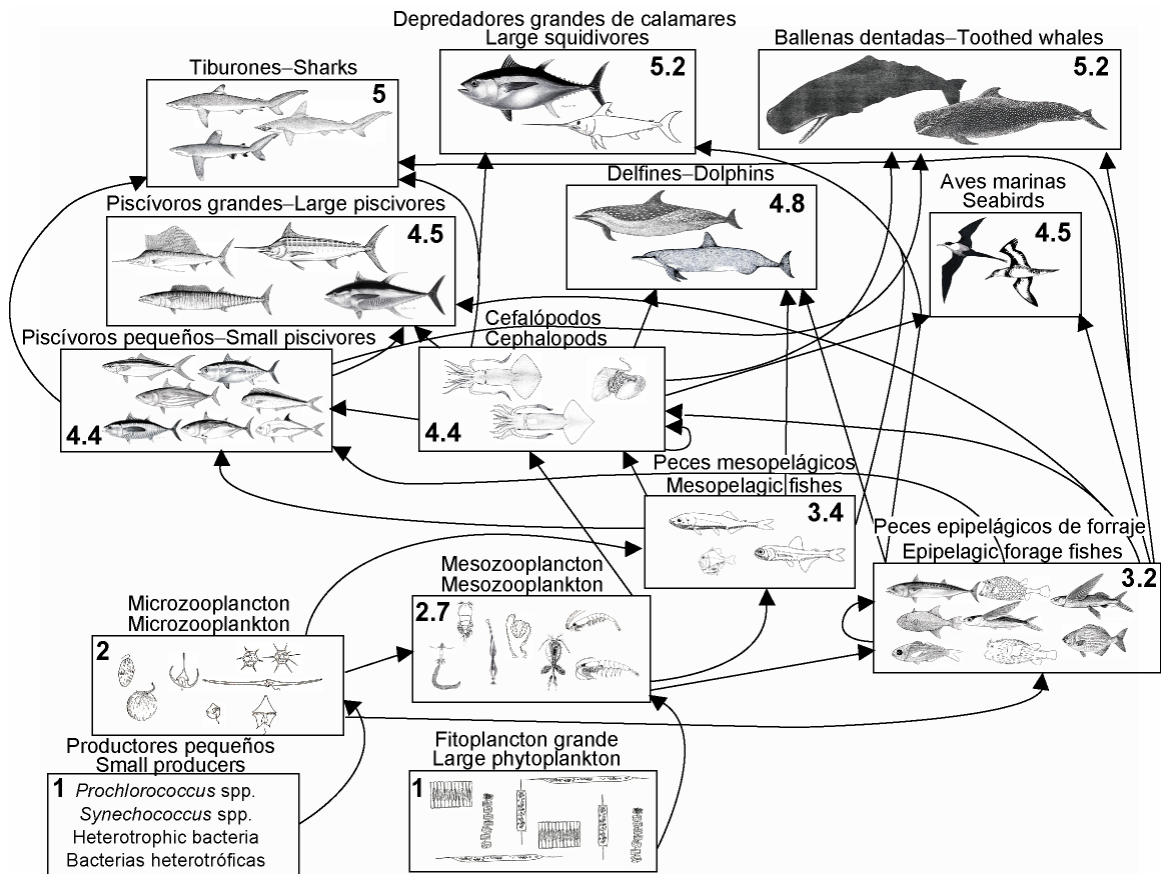 Depredadores grandes de calamares
Large squidivores
5.2
Ballenas dentadas–Toothed whales
5.2
Tiburones–Sharks
5
Delfines–Dolphins
4.8
Aves marinas
Seabirds
4.5
Piscívoros grandes–Large piscivores
4.5
Piscívoros pequeños–Small piscivores
4.4
Cefalópodos
Cephalopods
4.4
Peces mesopelágicos
Mesopelagic fishes
3.4
Peces epipelágicos de forraje
Epipelagic forage fishes
3.2
Mesozooplancton
Mesozooplankton
2.7
Microzooplancton
Microzooplankton
2
Productores pequeños
Small producers
1 Prochlorococcus spp.
Synechococcus spp.
Heterotrophic bacteria
Bacterias heterotróficas
Fitoplancton grande
Large phytoplankton
1